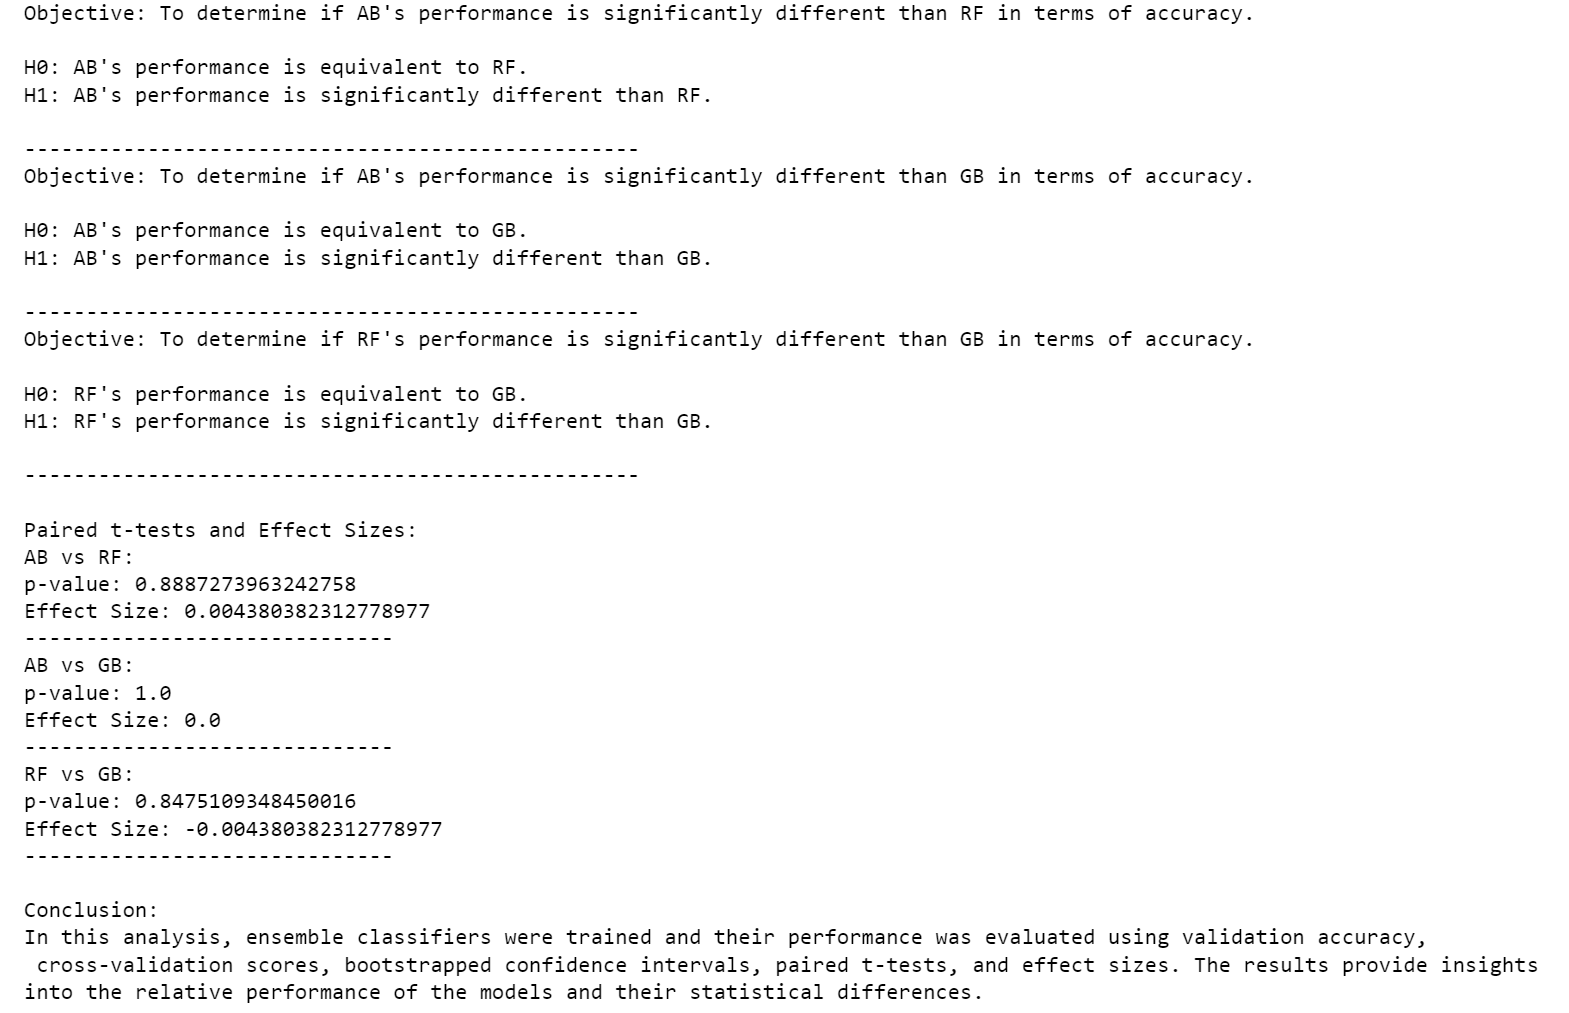 Objective: To determine if AB's performance is significantly different than RF in terms of accuracy.
H0: AB's performance is equivalent to RF.
H1: AB's performance is significantly different than RF.
--------------------------------------------------
Objective: To determine if AB's performance is significantly different than GB in terms of accuracy.
H0: AB's performance is equivalent to GB.
H1: AB's performance is significantly different than GB.
--------------------------------------------------
Objective: To determine if RF's performance is significantly different than GB in terms of accuracy.
H0: RF's performance is equivalent to GB.
H1: RF's performance is significantly different than GB.
--------------------------------------------------
Paired t-tests and Effect Sizes:
AB vs RF:
p-value: 0.8887273963242758
Effect Size: 0.004380382312778977
------------------------------
AB vs GB:
p-value: 1.0
Effect Size: 0.0
------------------------------
RF vs GB:
p-value: 0.8475109348450016
Effect Size: -0.004380382312778977
------------------------------
Conclusion:
In this analysis, ensemble classifiers were trained and their performance was evaluated using validation accuracy,
cross-validation scores, bootstrapped confidence intervals, paired t-tests, and effect sizes. The results provide insights
into the relative performance of the models and their statistical differences.